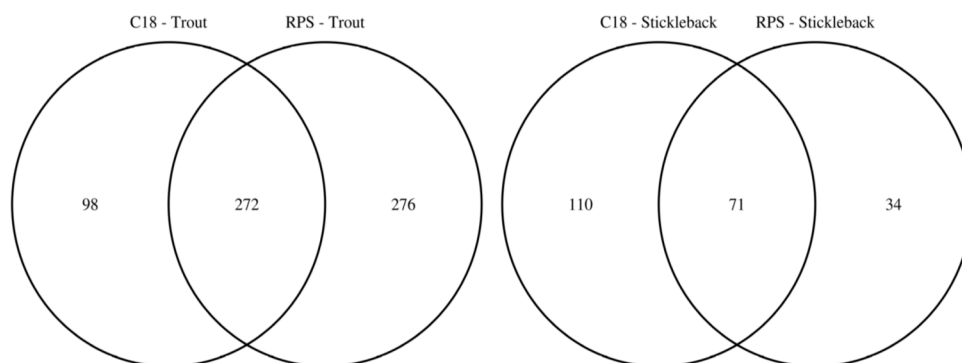 C18 - Trout RPS - Trout C18 - Stickleback RPS - Stickleback
98 272 276 110 71 34